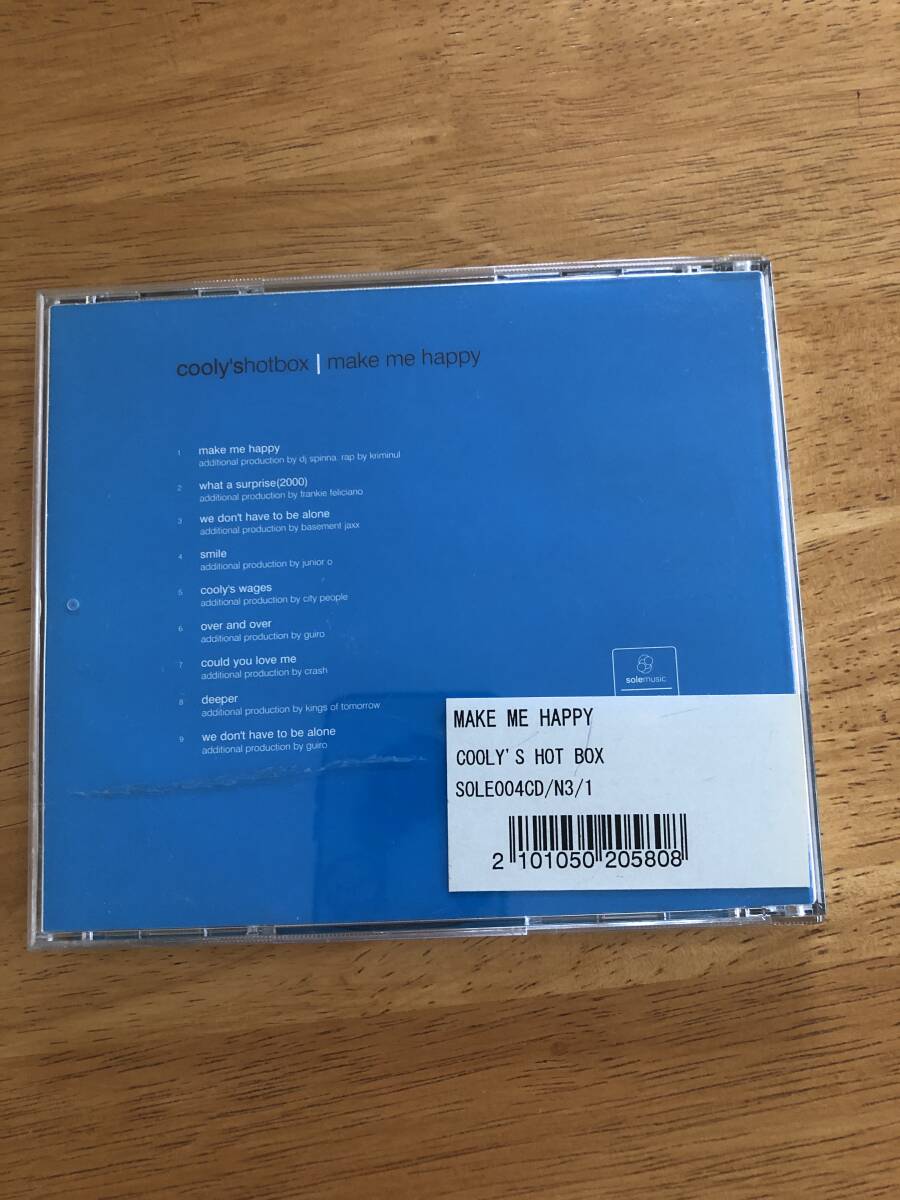 cooly'shotbox | make me happy
1 make me happy
additional production by dj spinna. rap by kriminul
2 what a surprise(2000)
additional production by frankie feliciano
3 we don't have to be alone
additional production by basement jaxx
4 smile
additional production by junior o
5 cooly's wages
additional production by city people
6 over and over
additional production by guiro
7 could you love me
additional production by crash
8 deeper
additional production by kings of tomorrow
9 we don't have to be alone
additional production by guiro
solemusic
MAKE ME HAPPY
COOLY'S HOT BOX
SOLE004CD/N3/1
2 101050 205808